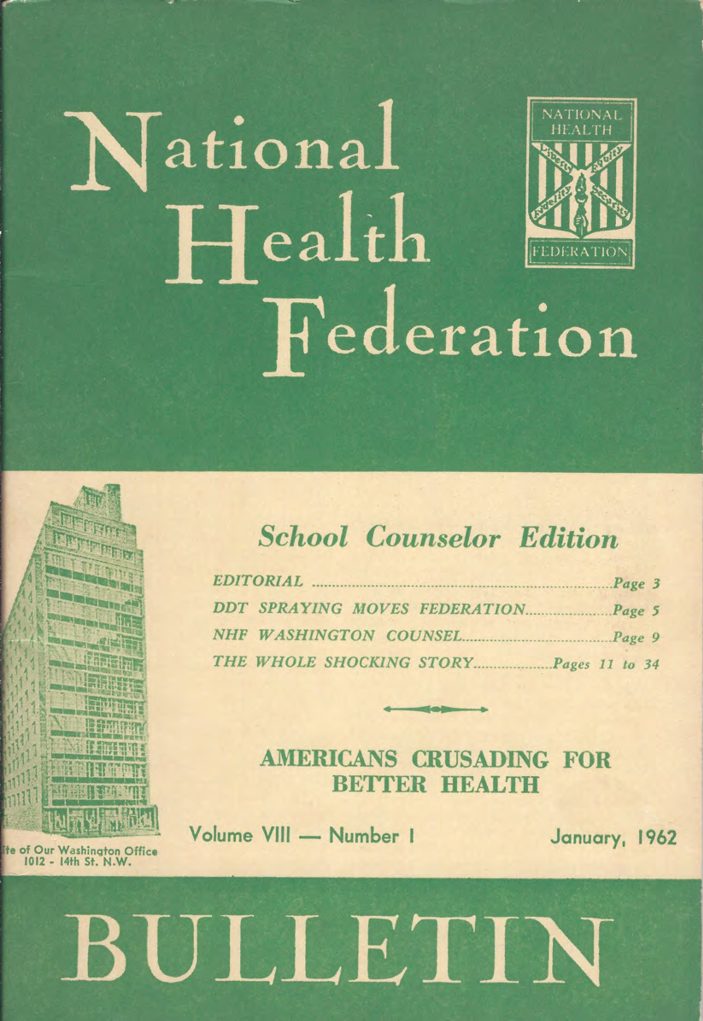 National
Health
Federation
NATIONAL
HEALTH
FEDERATION
School Counselor Edition
EDITORIAL ..........Page 3
DDT SPRAYING MOVES FEDERATION..........Page 5
NHF WASHINGTON COUNSEL..........Page 9
THE WHOLE SHOCKING STORY..........Pages 11 to 34
AMERICANS CRUSADING FOR
BETTER HEALTH
of Our Washington Office
1012 - 14th St. N.W.
Volume VIII — Number I
January, 1962
BULLETIN